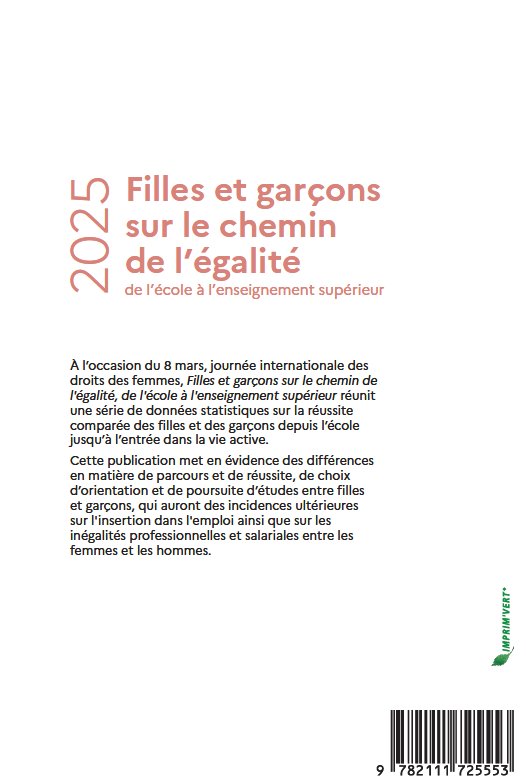 2025
Filles et garçons
sur le chemin
de l’égalité
de l’école à l’enseignement supérieur
À l’occasion du 8 mars, journée internationale des
droits des femmes, Filles et garçons sur le chemin de
l'égalité, de l'école à l'enseignement supérieur réunit
une série de données statistiques sur la réussite
comparée des filles et des garçons depuis l’école
jusqu’à l’entrée dans la vie active.
Cette publication met en évidence des différences
en matière de parcours et de réussite, de choix
d’orientation et de poursuite d’études entre filles
et garçons, qui auront des incidences ultérieures
sur l'insertion dans l'emploi ainsi que sur les
inégalités professionnelles et salariales entre les
femmes et les hommes.
IMPRIM'VERT®
9 782111 725553